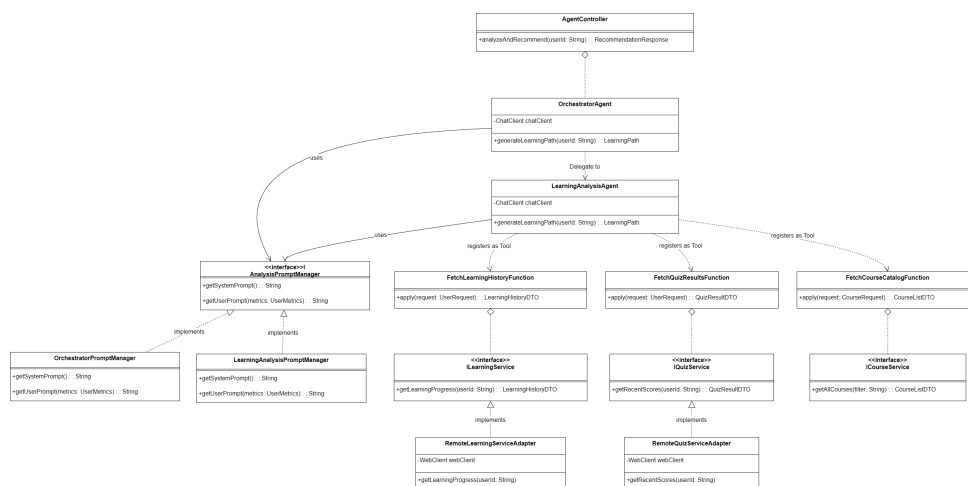 AgentController
+analyzeAndRecommend(userId: String) : : RecommendationResponse
OrchestratorAgent
-ChatClient chatClient
+generateLearningPath(userId: String) : : LearningPath
uses
Delegate to
LearningAnalysisAgent
-ChatClient chatClient
+generateLearningPath(userId: String) : : LearningPath
uses
registers as Tool
registers as Tool
registers as Tool
<<interface>>I
AnalysisPromptManager
+getSystemPrompt() : : String
+getUserPrompt(metrics: UserMetrics) : : String
FetchLearningHistoryFunction
+apply(request: UserRequest) : : LearningHistoryDTO
FetchQuizResultsFunction
+apply(request: UserRequest) : : QuizResultDTO
FetchCourseCatalogFunction
+apply(request: CourseRequest) : : CourseListDTO
implements
implements
OrchestratorPromptManager
+getSystemPrompt() : : String
+getUserPrompt(metrics: UserMetrics) : : String
LearningAnalysisPromptManager
+getSystemPrompt() : : String
+getUserPrompt(metrics: UserMetrics) : : String
<<interface>>
ILearningService
+getLearningProgress(userId: String) : : LearningHistoryDTO
<<interface>>
IQuizService
+getRecentScores(userId: String) : : QuizResultDTO
<<interface>>
ICourseService
+getAllCourses(filter: String) : : CourseListDTO
implements
implements
RemoteLearningServiceAdapter
-WebClient webClient
+getLearningProgress(userId: String)
RemoteQuizServiceAdapter
-WebClient webClient
+getRecentScores(userId: String)